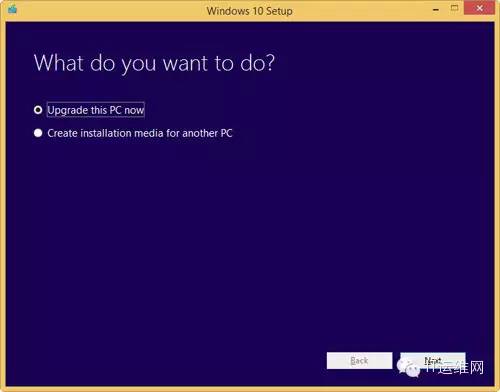 Windows 10 Setup
What do you want to do?
Upgrade this PC now
Create installation media for another PC
Back
Next
IT运维网